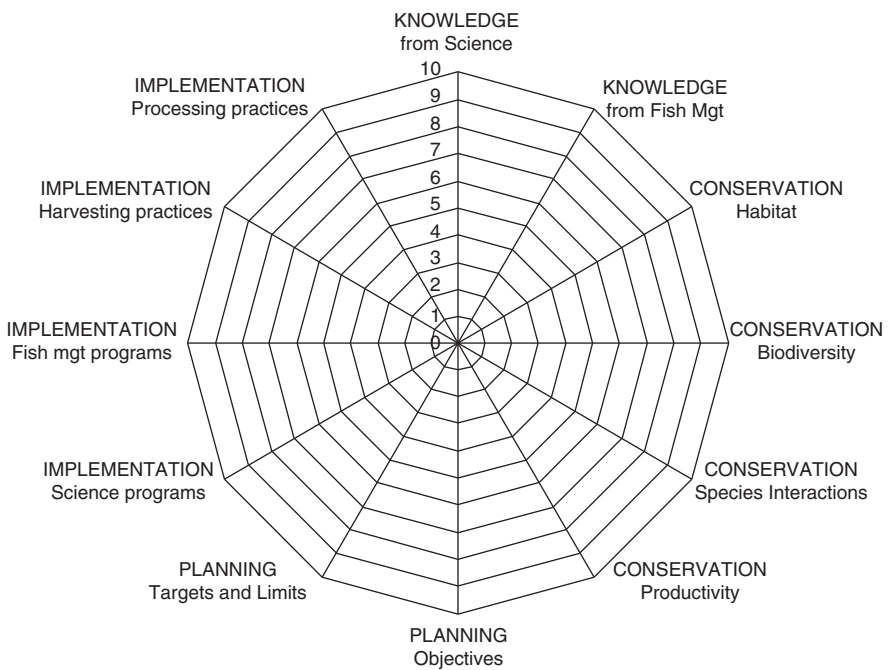 KNOWLEDGE
from Science
KNOWLEDGE
from Fish Mgt
CONSERVATION
Habitat
CONSERVATION
Biodiversity
CONSERVATION
Species Interactions
CONSERVATION
Productivity
PLANNING
Objectives
PLANNING
Targets and Limits
IMPLEMENTATION
Science programs
IMPLEMENTATION
Fish mgt programs
IMPLEMENTATION
Harvesting practices
IMPLEMENTATION
Processing practices
10
9
8
7
6
5
4
3
2
1
0